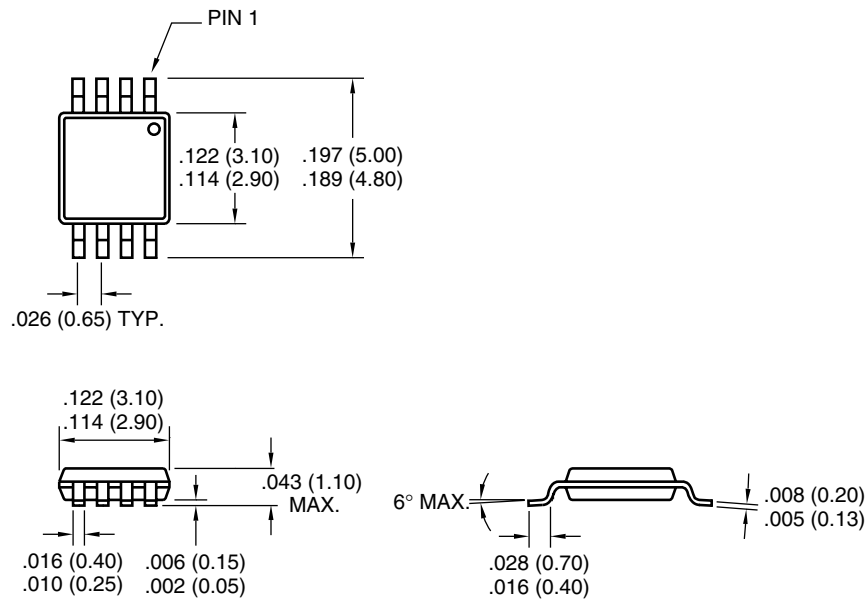 PIN 1
.122 (3.10) .197 (5.00)
.114 (2.90) .189 (4.80)
.026 (0.65) TYP.
.122 (3.10)
.114 (2.90)
.043 (1.10)
MAX.
6° MAX.
.008 (0.20)
.005 (0.13)
.016 (0.40) .006 (0.15)
.010 (0.25) .002 (0.05)
.028 (0.70)
.016 (0.40)